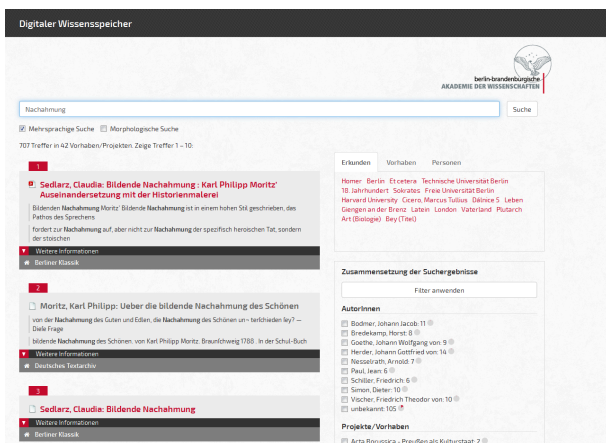 Digitaler Wissensspeicher
berlin-brandenburgische
AKADEMIE DER WISSENSCHAFTEN
Nachahmung
Suche
Mehrsprachige Suche Morphologische Suche
707 Treffer in 42 Vorhaben/Projekten. Zeige Treffer 1 – 10:
1
Sedlarz, Claudia: Bildende Nachahmung : Karl Philipp Moritz'
Auseinandersetzung mit der Historienmalerei
Bildenden Nachahmung Moritz' Bildende Nachahmung ist in einem hohen Stil geschrieben, das
Pathos des Sprechens
fordert zur Nachahmung auf, aber nicht zur Nachahmung der spezifisch heroischen Tat, sondern
der stoischen
Weitere Informationen
Berliner Klassik
2
Moritz, Karl Philipp: Ueber die bildende Nachahmung des Schönen
von der Nachahmung des Guten und Edlen, die Nachahmung des Schönen un¬ terſchieden ſey? —
Dieſe Frage
bildende Nachahmung des Schönen. von Karl Philipp Moritz. Braunſchweig 1788 . In der Schul-Buch
Weitere Informationen
Deutsches Textarchiv
3
Sedlarz, Claudia: Bildende Nachahmung
Weitere Informationen
Berliner Klassik
Erkunden Vorhaben Personen
Homer Berlin Et cetera Technische Universität Berlin
18. Jahrhundert Sokrates Freie Universität Berlin
Harvard University Cicero, Marcus Tullius Dálnice 5 Leben
Giengen an der Brenz Latein London Vaterland Plutarch
Art (Biologie) Bey (Titel)
Zusammensetzung der Suchergebnisse
Filter anwenden
AutorInnen
Bodmer, Johann Jacob: 11
Bredekamp, Horst: 8
Goethe, Johann Wolfgang von: 9
Herder, Johann Gottfried von: 14
Nesselrath, Arnold: 7
Paul, Jean: 6
Schiller, Friedrich: 6
Simon, Dieter: 10
Vischer, Friedrich Theodor von: 10
unbekannt: 105
Projekte/Vorhaben
Acta Borussica - Preußen als Kulturstaat: 2